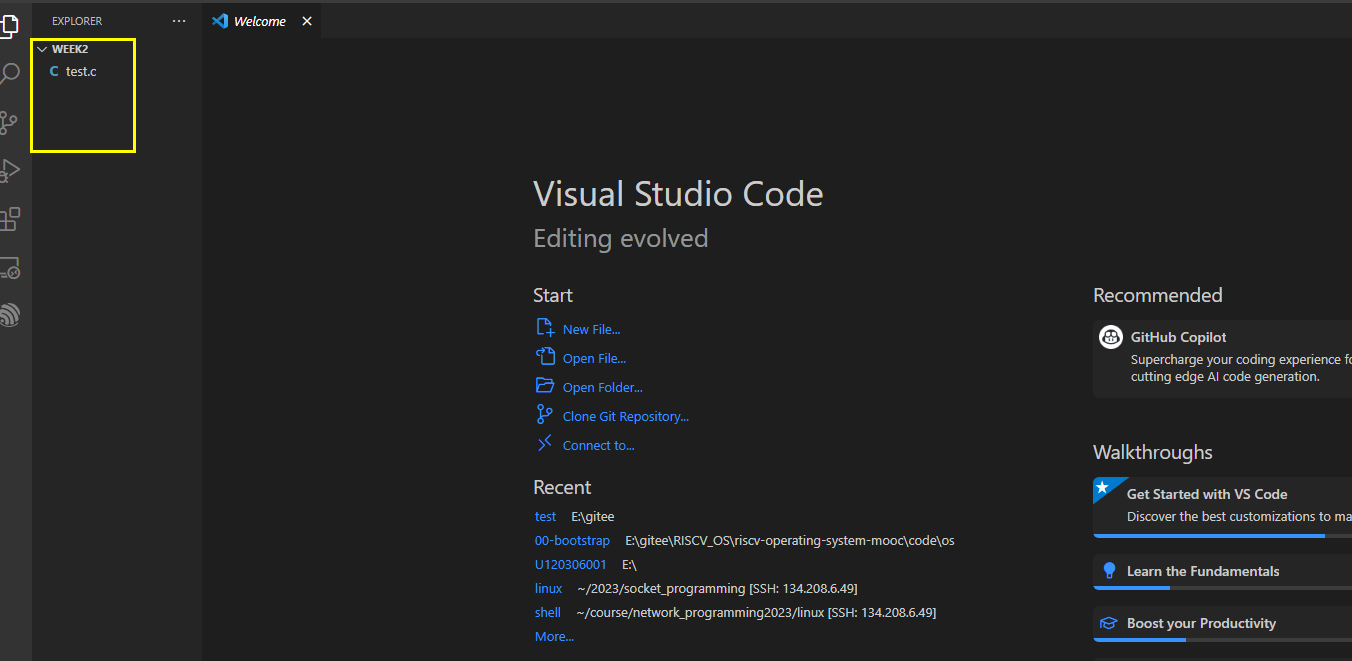 EXPLORER
···
WEEK2
C test.c
Welcome
Visual Studio Code
Editing evolved
Start
New File...
Open File...
Open Folder...
Clone Git Repository...
Connect to...
Recent
test E:\gitee
00-bootstrap E:\gitee\RISCV_OS\riscv-operating-system-mooc\code\os
U120306001 E:\
linux ~/2023/socket_programming [SSH: 134.208.6.49]
shell ~/course/network_programming2023/linux [SSH: 134.208.6.49]
More...
Recommended
GitHub Copilot
Supercharge your coding experience fo
cutting edge AI code generation.
Walkthroughs
Get Started with VS Code
Discover the best customizations to ma
Learn the Fundamentals
Boost your Productivity